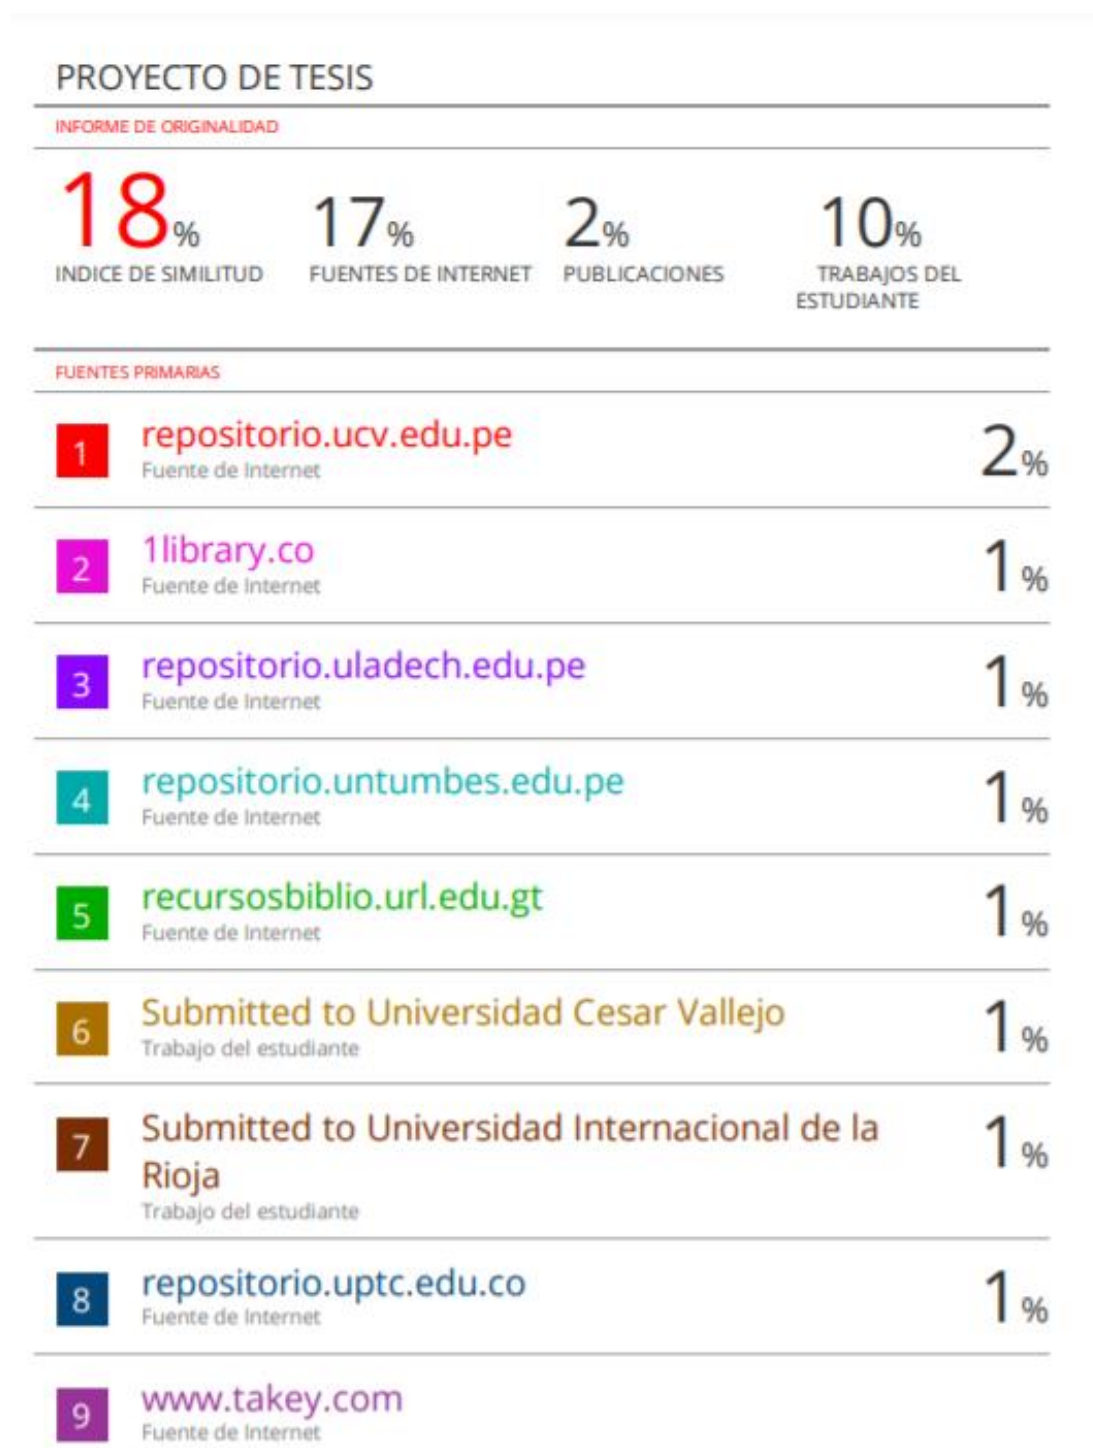 PROYECTO DE TESIS
INFORME DE ORIGINALIDAD
18% 17% 2% 10%
INDICE DE SIMILITUD FUENTES DE INTERNET PUBLICACIONES TRABAJOS DEL
ESTUDIANTE
FUENTES PRIMARIAS
1 repositorio.ucv.edu.pe 2%
Fuente de Internet
2 1library.co 1%
Fuente de Internet
3 repositorio.uladech.edu.pe 1%
Fuente de Internet
4 repositorio.untumbes.edu.pe 1%
Fuente de Internet
5 recursosbiblio.url.edu.gt 1%
Fuente de Internet
6 Submitted to Universidad Cesar Vallejo 1%
Trabajo del estudiante
7 Submitted to Universidad Internacional de la 1%
Rioja
Trabajo del estudiante
8 repositorio.uptc.edu.co 1%
Fuente de Internet
9 www.takey.com
Fuente de Internet